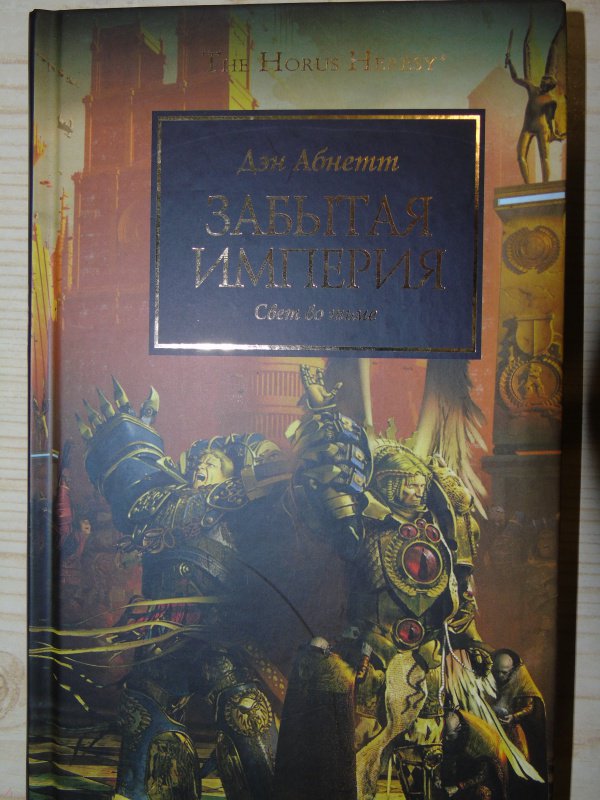 THE HORUS HERESY®
Дэн Абнетт
ЗАБЫТАЯ
ИМПЕРИЯ
Свет во тьме